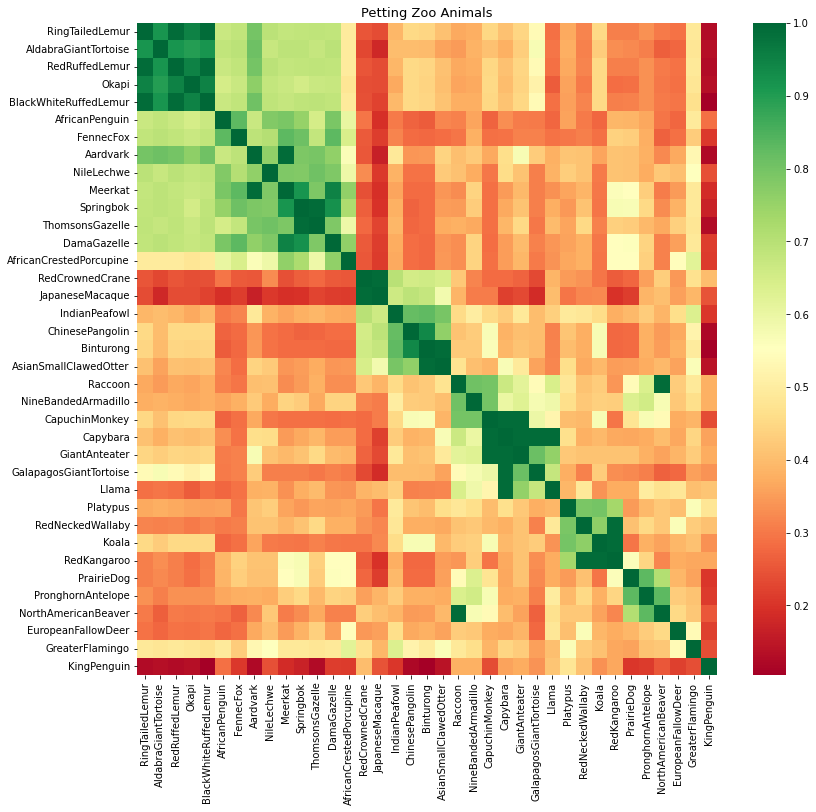 Petting Zoo Animals
RingTailedLemur
AldabraGiantTortoise
RedRuffedLemur
Okapi
BlackWhiteRuffedLemur
AfricanPenguin
FennecFox
Aardvark
NileLechwe
Meerkat
Springbok
ThomsonsGazelle
DamaGazelle
AfricanCrestedPorcupine
RedCrownedCrane
JapaneseMacaque
IndianPeafowl
ChinesePangolin
Binturong
AsianSmallClawedOtter
Raccoon
NineBandedArmadillo
CapuchinMonkey
Capybara
GiantAnteater
GalapagosGiantTortoise
Llama
Platypus
RedNeckedWallaby
Koala
RedKangaroo
PrairieDog
PronghornAntelope
NorthAmericanBeaver
EuropeanFallowDeer
GreaterFlamingo
KingPenguin
RingTailedLemur
AldabraGiantTortoise
RedRuffedLemur
Okapi
BlackWhiteRuffedLemur
AfricanPenguin
FennecFox
Aardvark
NileLechwe
Meerkat
Springbok
ThomsonsGazelle
DamaGazelle
AfricanCrestedPorcupine
RedCrownedCrane
JapaneseMacaque
IndianPeafowl
ChinesePangolin
Binturong
AsianSmallClawedOtter
Raccoon
NineBandedArmadillo
CapuchinMonkey
Capybara
GiantAnteater
GalapagosGiantTortoise
Llama
Platypus
RedNeckedWallaby
Koala
RedKangaroo
PrairieDog
PronghornAntelope
NorthAmericanBeaver
EuropeanFallowDeer
GreaterFlamingo
KingPenguin
1.0
0.9
0.8
0.7
0.6
0.5
0.4
0.3
0.2